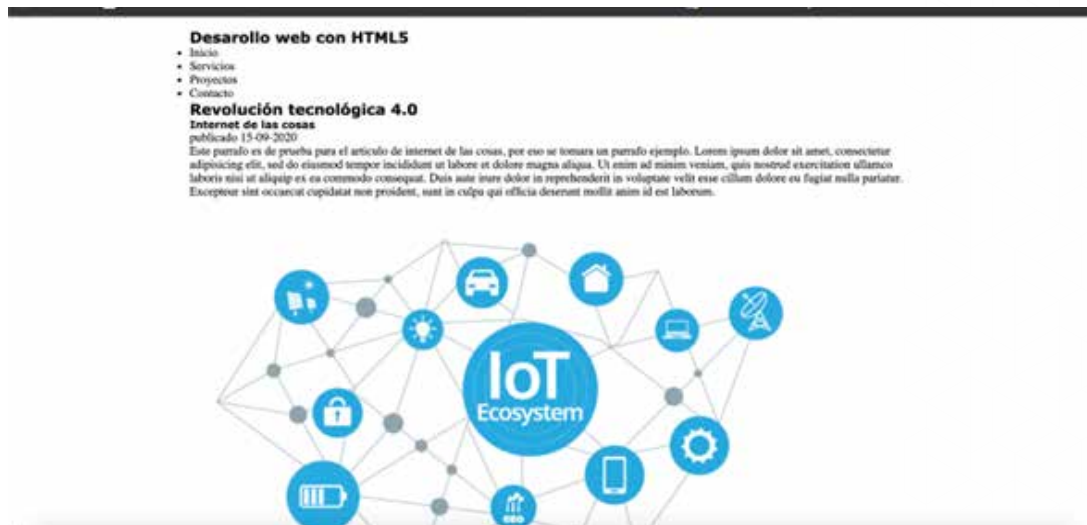 Desarollo web con HTML5
Inicio
Servicios
Proyectos
Contacto
Revolución tecnológica 4.0
Internet de las cosas
publicado 15-09-2020
Este parrafo es de prueba para el articulo de internet de las cosas, por eso se tomara un parrafo ejemplo. Lorem ipsum dolor sit amet, consectetur
adipisicing elit, sed do eiusmod tempor incididunt ut labore et dolore magna aliqua. Ut enim ad minim veniam, quis nostrud exercitation ullamco
laboris nisi ut aliquip ex ea commodo consequat. Duis aute irure dolor in reprehenderit in voluptate velit esse cillum dolore eu fugiat nulla pariatur.
Excepteur sint occaecat cupidatat non proident, sunt in culpa qui officia deserunt mollit anim id est laborum.
IoT
Ecosystem